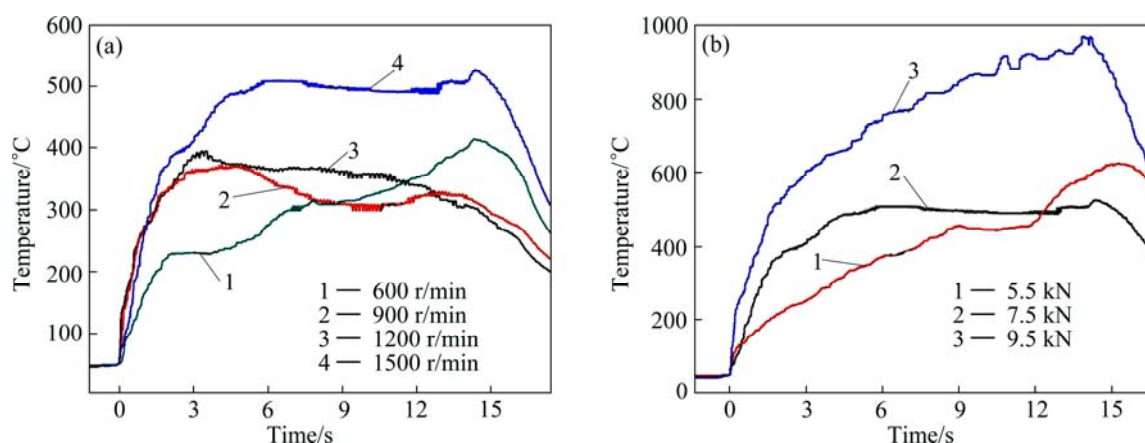 (a)
600
500
400
300
200
100
Temperature/°C
4
3
2
1
1 — 600 r/min
2 — 900 r/min
3 — 1200 r/min
4 — 1500 r/min
0 3 6 9 12 15
Time/s
(b)
1000
800
600
400
200
0
Temperature/°C
3
2
1
1 — 5.5 kN
2 — 7.5 kN
3 — 9.5 kN
0 3 6 9 12 15
Time/s